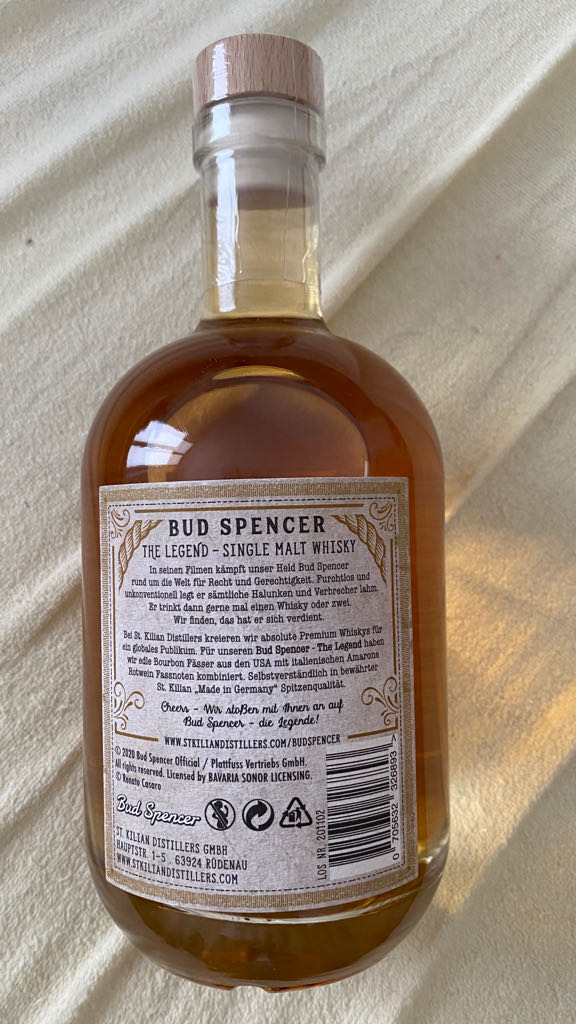 BUD SPENCER
THE LEGEND – SINGLE MALT WHISKY
In seinen Filmen kämpft unser Held Bud Spencer
rund um die Welt für Recht und Gerechtigkeit. Furchtlos und
unkonventionell legt er sämtliche Halunken und Verbrecher lahm.
Er trinkt dann gerne mal einen Whisky oder zwei.
Wir finden, das hat er sich verdient.
Bei St. Kilian Distillers kreieren wir absolute Premium Whiskys für
ein globales Publikum. Für unseren Bud Spencer - The Legend haben
wir edle Bourbon Fässer aus den USA mit italienischen Amarone
Rotwein Fassnoten kombiniert. Selbstverständlich in bewährter
St. Kilian „Made in Germany“ Spitzenqualität.
Cheers – Wir stoßen mit Ihnen an auf
Bud Spencer – die Legende!
WWW.STKILIANDISTILLERS.COM/BUDSPENCER
© 2020 Bud Spencer Official / Plattfuss Vertriebs GmbH.
All rights reserved. Licensed by BAVARIA SONOR LICENSING.
© Renato Casaro
Bud Spencer
ST. KILIAN DISTILLERS GMBH
HAUPTSTR. 1-5 . 63924 RÜDENAU
WWW.STKILIANDISTILLERS.COM
LOS NR. 201102
0 705632 326893 >